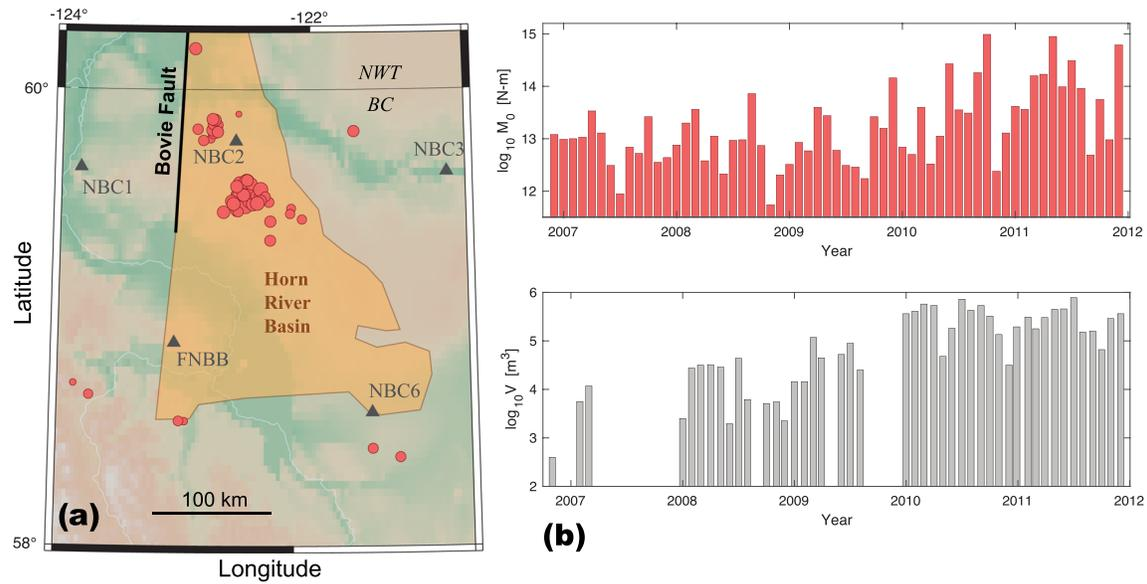 -124°
-122°
60°
NWT
BC
Bovie Fault
NBC2
NBC3
NBC1
Latitude
Horn
River
Basin
FNBB
NBC6
100 km
(a)
58°
Longitude
15
14
13
12
log10 M0 [N-m]
2007 2008 2009 2010 2011 2012
Year
6
5
4
3
2
log10V [m³]
2007 2008 2009 2010 2011 2012
Year
(b)